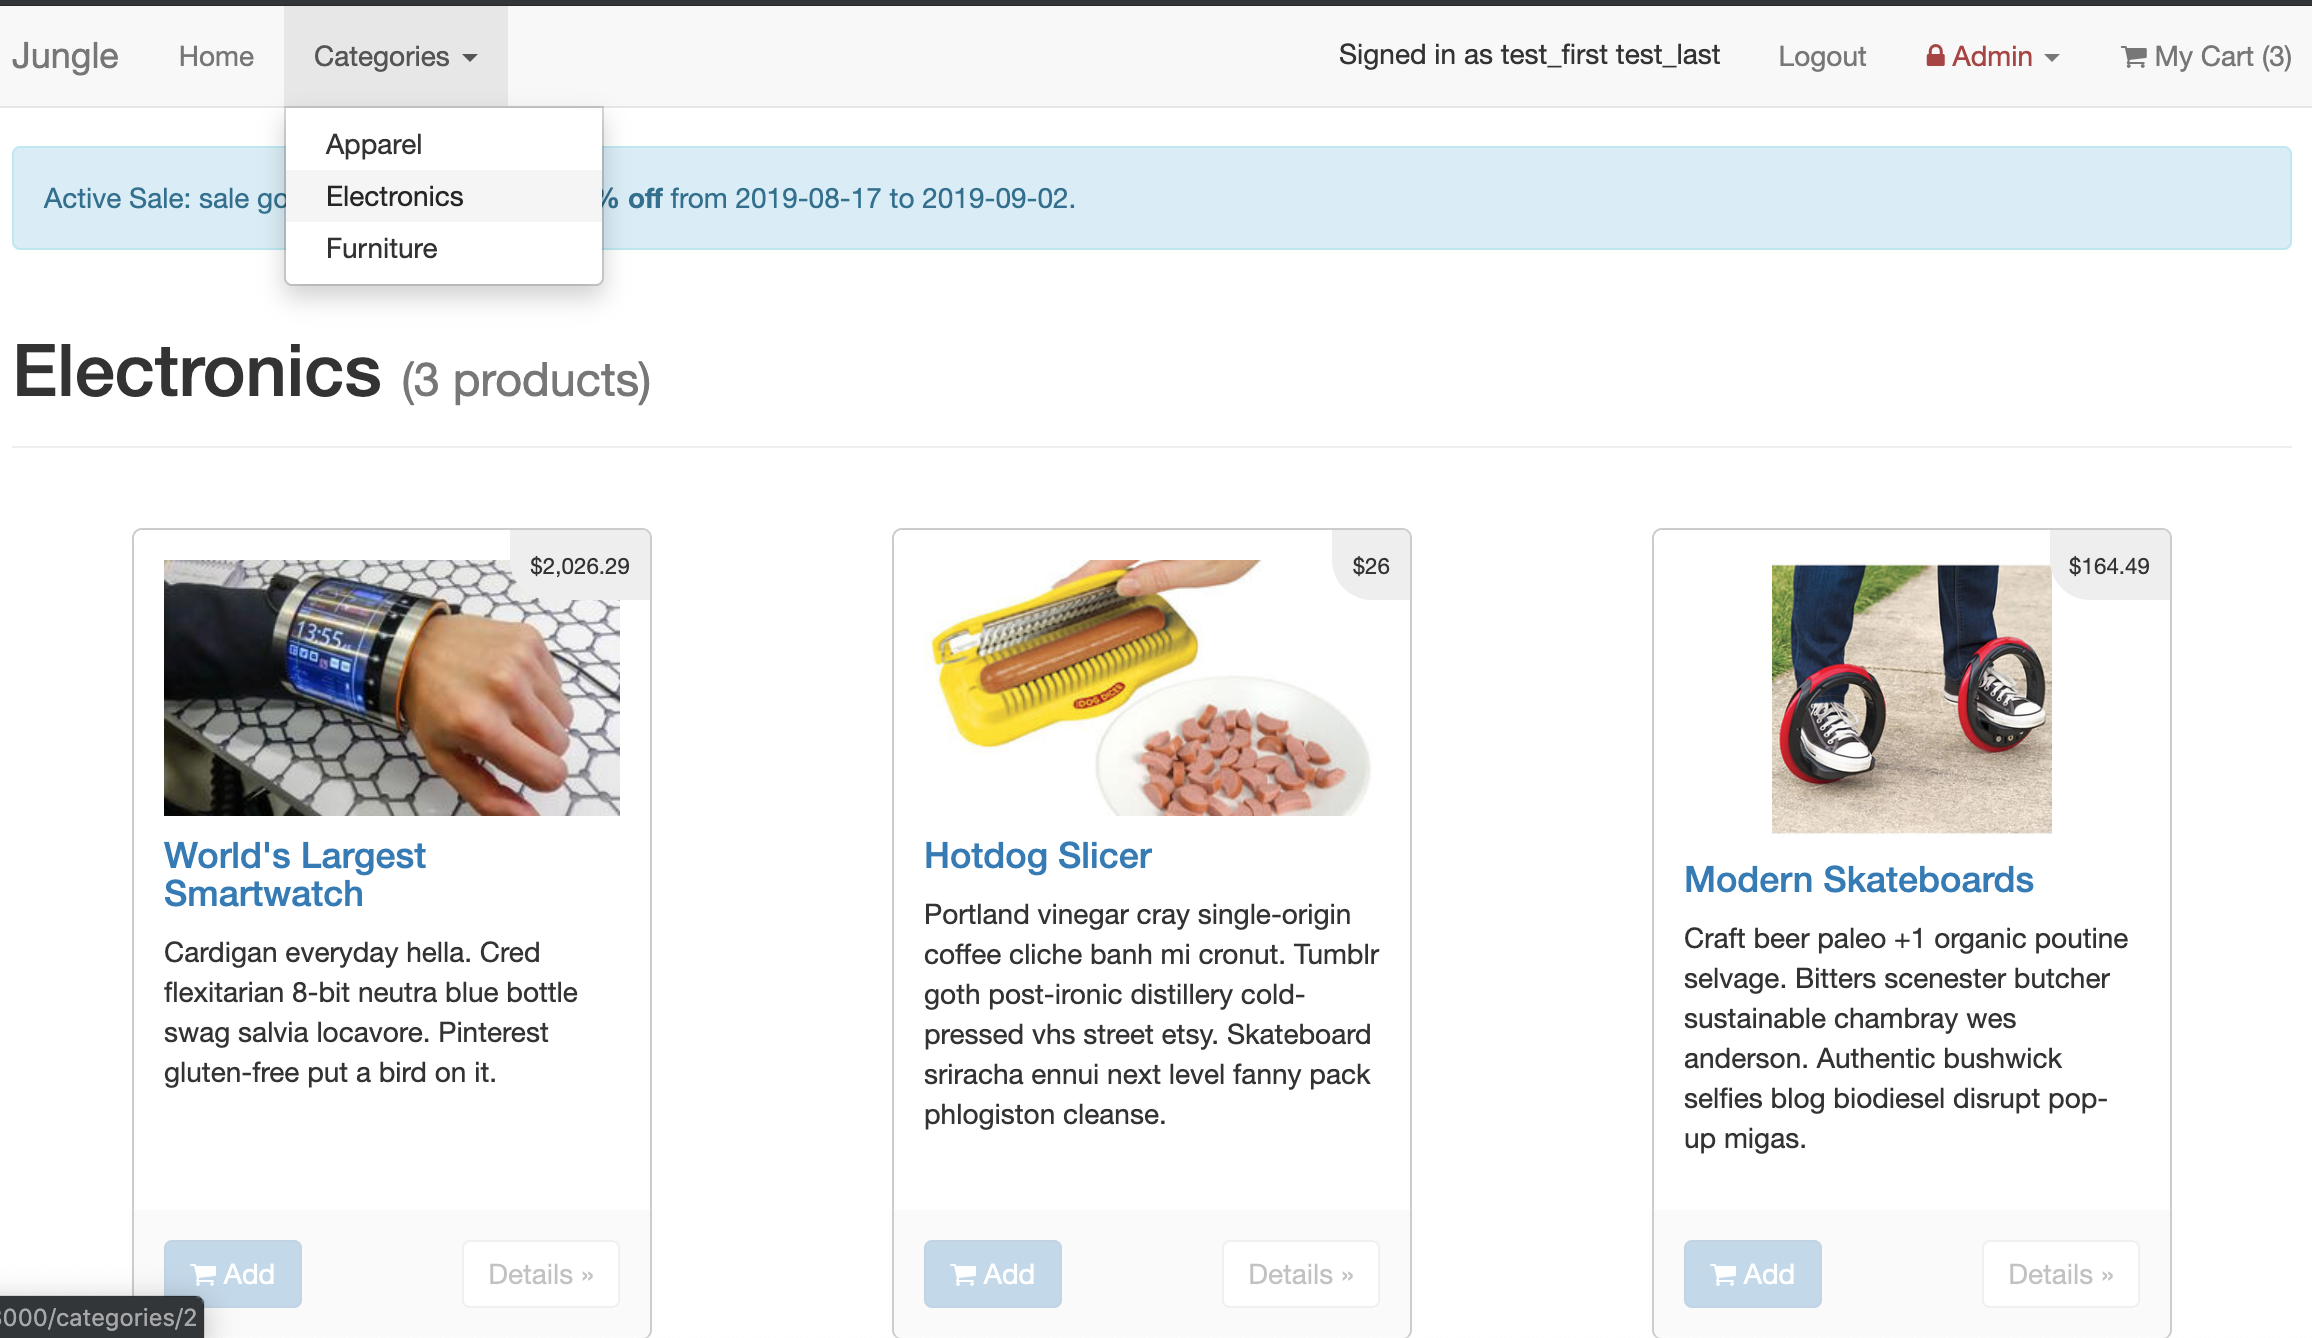 Jungle Home Categories Signed in as test_first test_last Logout Admin My Cart (3)
Apparel
Electronics
Furniture
Active Sale: sale % off from 2019-08-17 to 2019-09-02.
Electronics (3 products)
$2,026.29
13:55
World's Largest
Smartwatch
Cardigan everyday hella. Cred
flexitarian 8-bit neutra blue bottle
swag salvia locavore. Pinterest
gluten-free put a bird on it.
Add Details »
$26
DOG DICER
Hotdog Slicer
Portland vinegar cray single-origin
coffee cliche banh mi cronut. Tumblr
goth post-ironic distillery cold-
pressed vhs street etsy. Skateboard
sriracha ennui next level fanny pack
phlogiston cleanse.
Add Details »
$164.49
Modern Skateboards
Craft beer paleo +1 organic poutine
selvage. Bitters scenester butcher
sustainable chambray wes
anderson. Authentic bushwick
selfies blog biodiesel disrupt pop-
up migas.
Add Details »
000/categories/2